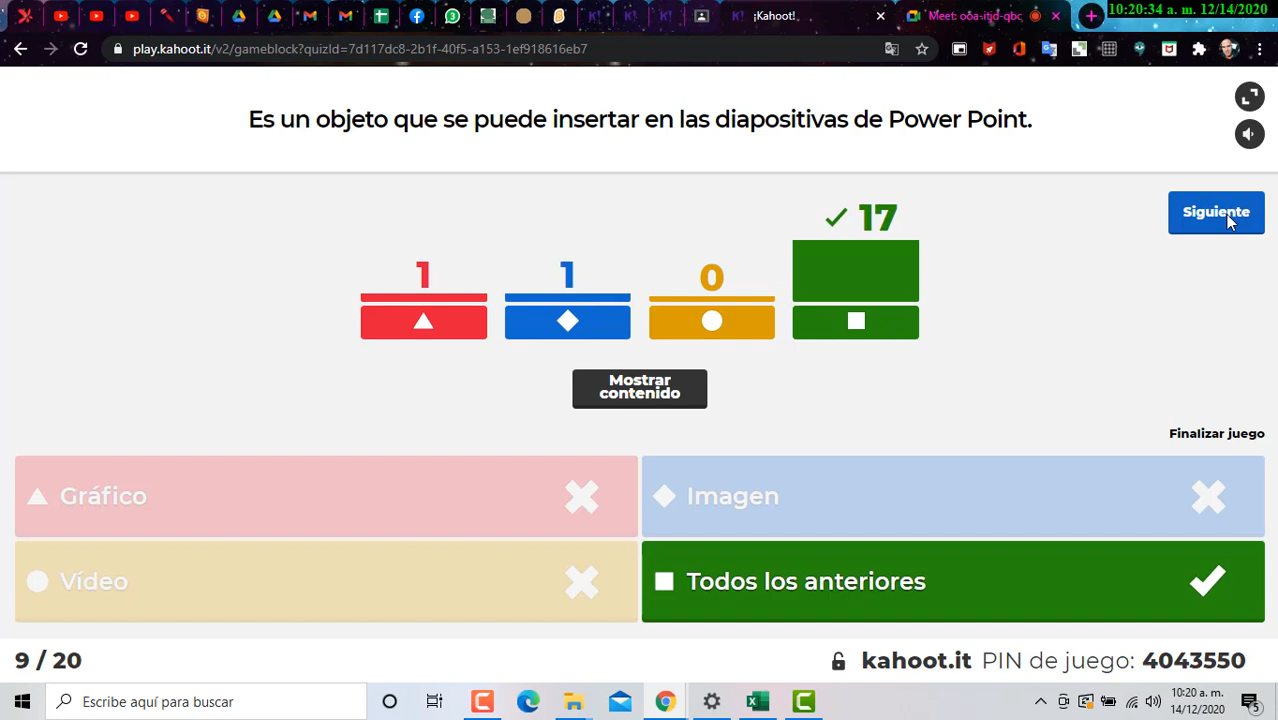 ¡Kahoot!
Meet: ooa-itjd-qbc
10:20:34 a. m. 12/14/2020
play.kahoot.it/v2/gameblock?quizId=7d117dc8-2b1f-40f5-a153-1ef918616eb7
Es un objeto que se puede insertar en las diapositivas de Power Point.
Siguiente
1
1
0
17
Mostrar
contenido
Finalizar juego
Gráfico
Imagen
Vídeo
Todos los anteriores
9 / 20
kahoot.it PIN de juego: 4043550
Escribe aquí para buscar
10:20 a. m.
14/12/2020
5